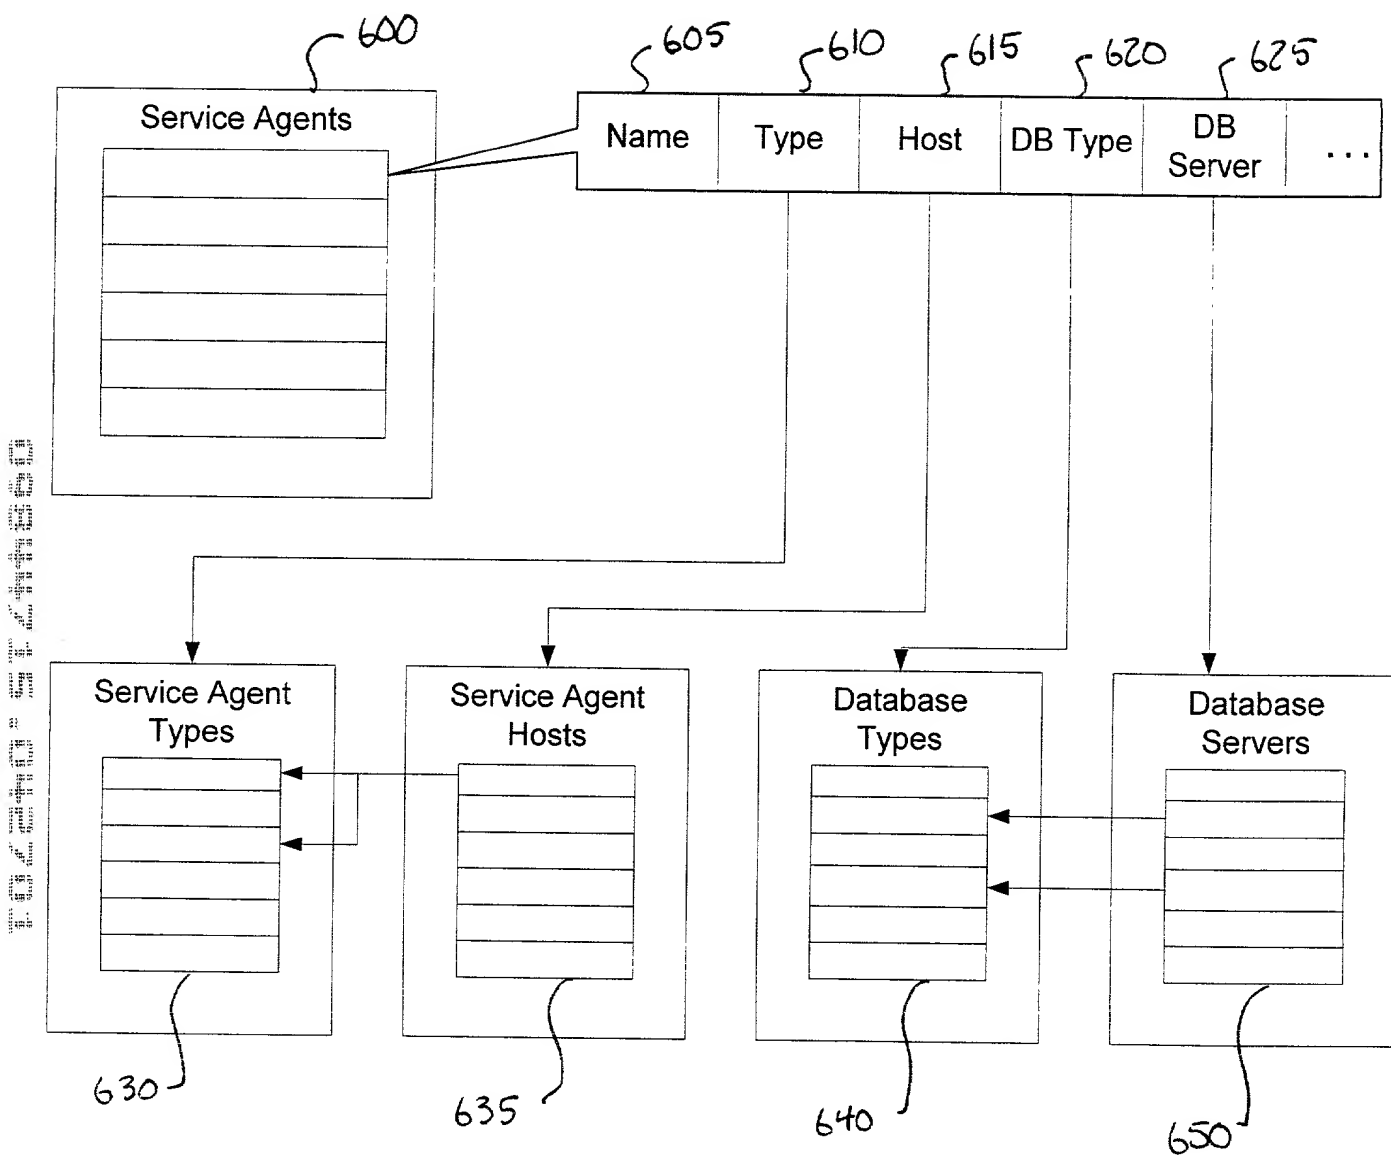 600
605
610
615
620
625
Service Agents
Name
Type
Host
DB Type
DB
Server
...
Service Agent
Types
Service Agent
Hosts
Database
Types
Database
Servers
630
635
640
650